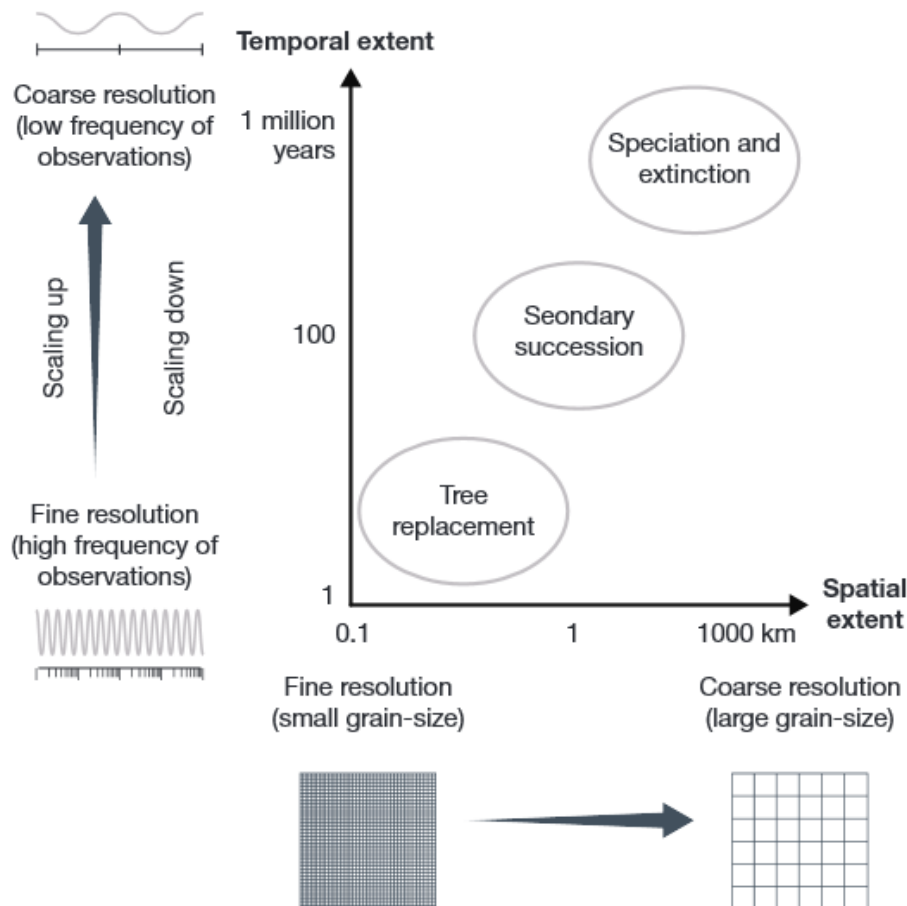 Temporal extent
Coarse resolution
(low frequency of
observations)
1 million
years
Speciation and
extinction
Scaling up
Scaling down
100
Seondary
succession
Fine resolution
(high frequency of
observations)
Tree
replacement
1
Spatial
extent
0.1
1
1000 km
Fine resolution
(small grain-size)
Coarse resolution
(large grain-size)